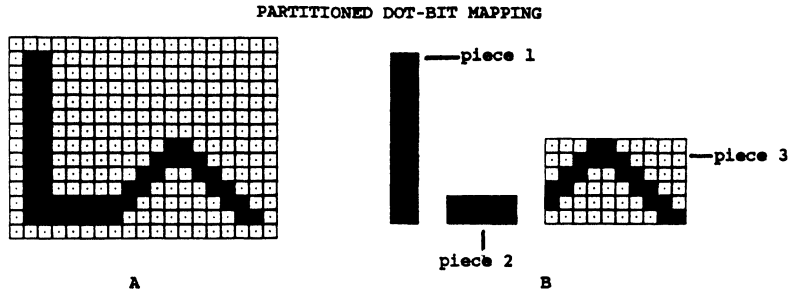 PARTITIONED DOT-BIT MAPPING
piece 1
piece 3
piece 2
A
B